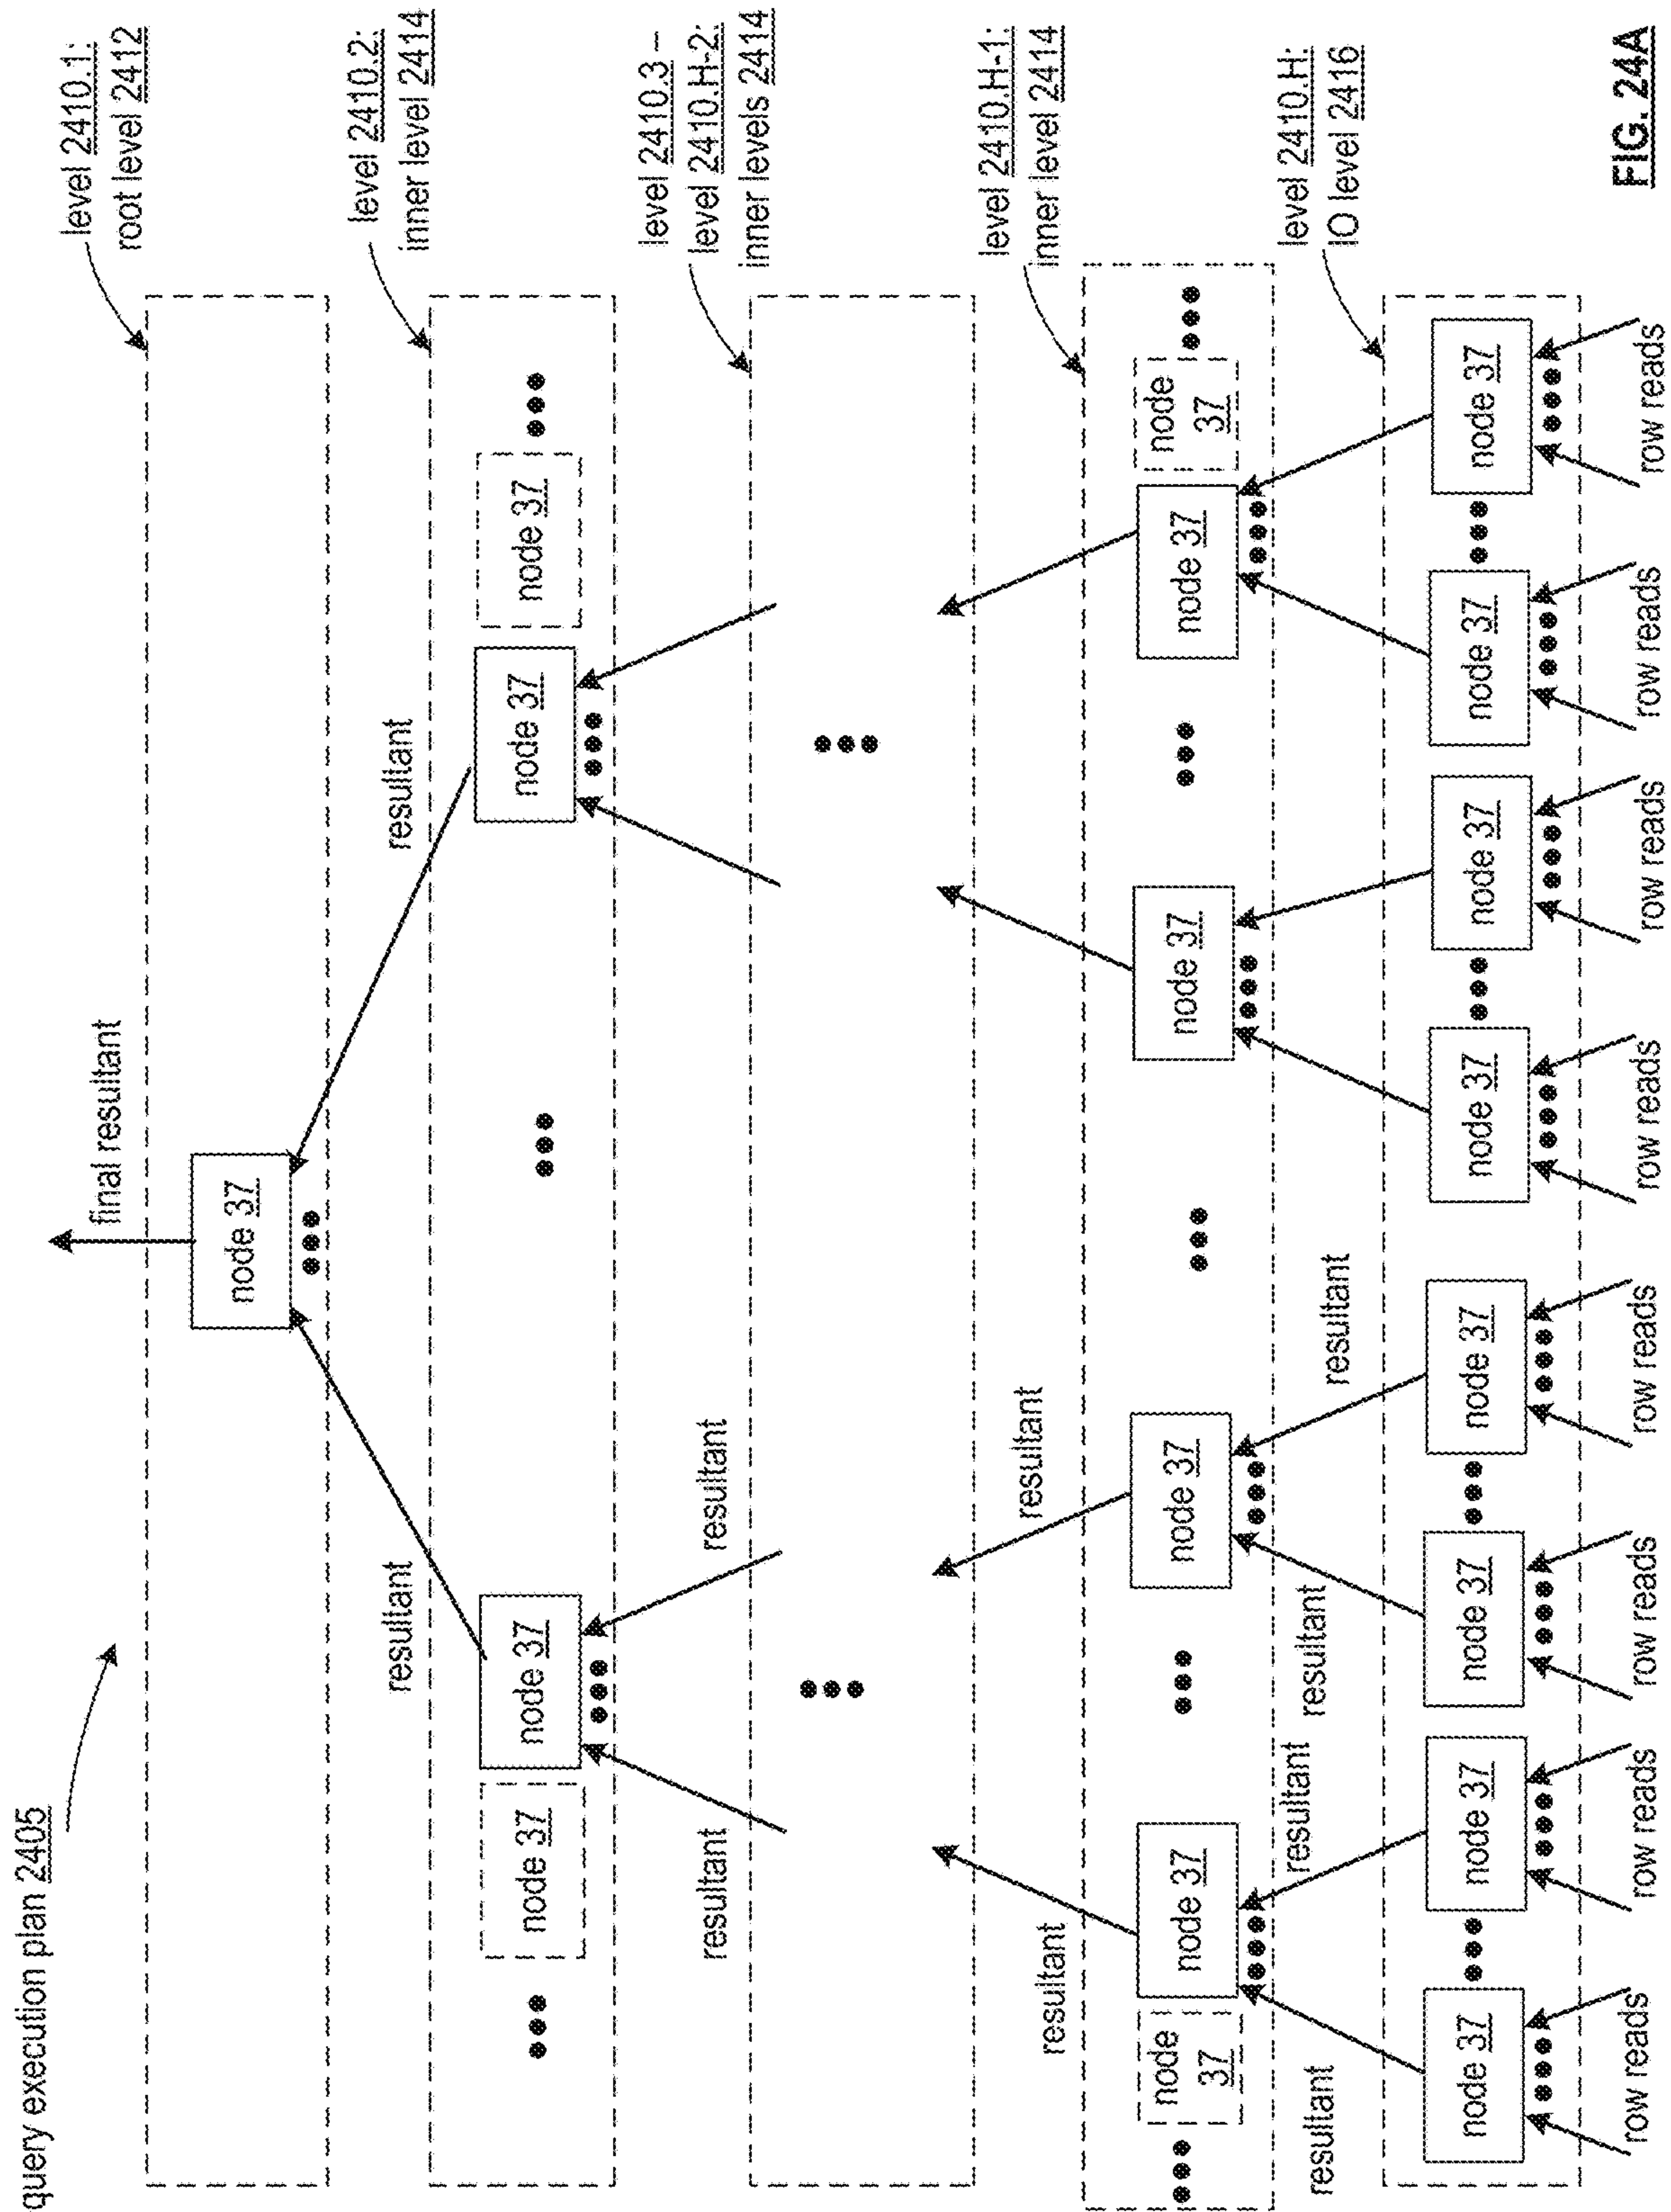 query execution plan 2405
final resultant
level 2410.1:
root level 2412
node 37
resultant
resultant
level 2410.2:
inner level 2414
node 37
node 37
node 37
node 37
resultant
resultant
level 2410.3 –
level 2410.H-2:
inner levels 2414
resultant
resultant
level 2410.H-1:
inner level 2414
node
37
node 37
node 37
node 37
node 37
node
37
resultant
resultant
resultant
resultant
level 2410.H:
IO level 2416
node 37
node 37
node 37
node 37
node 37
node 37
node 37
node 37
row reads
row reads
row reads
row reads
row reads
row reads
row reads
row reads
FIG. 24A